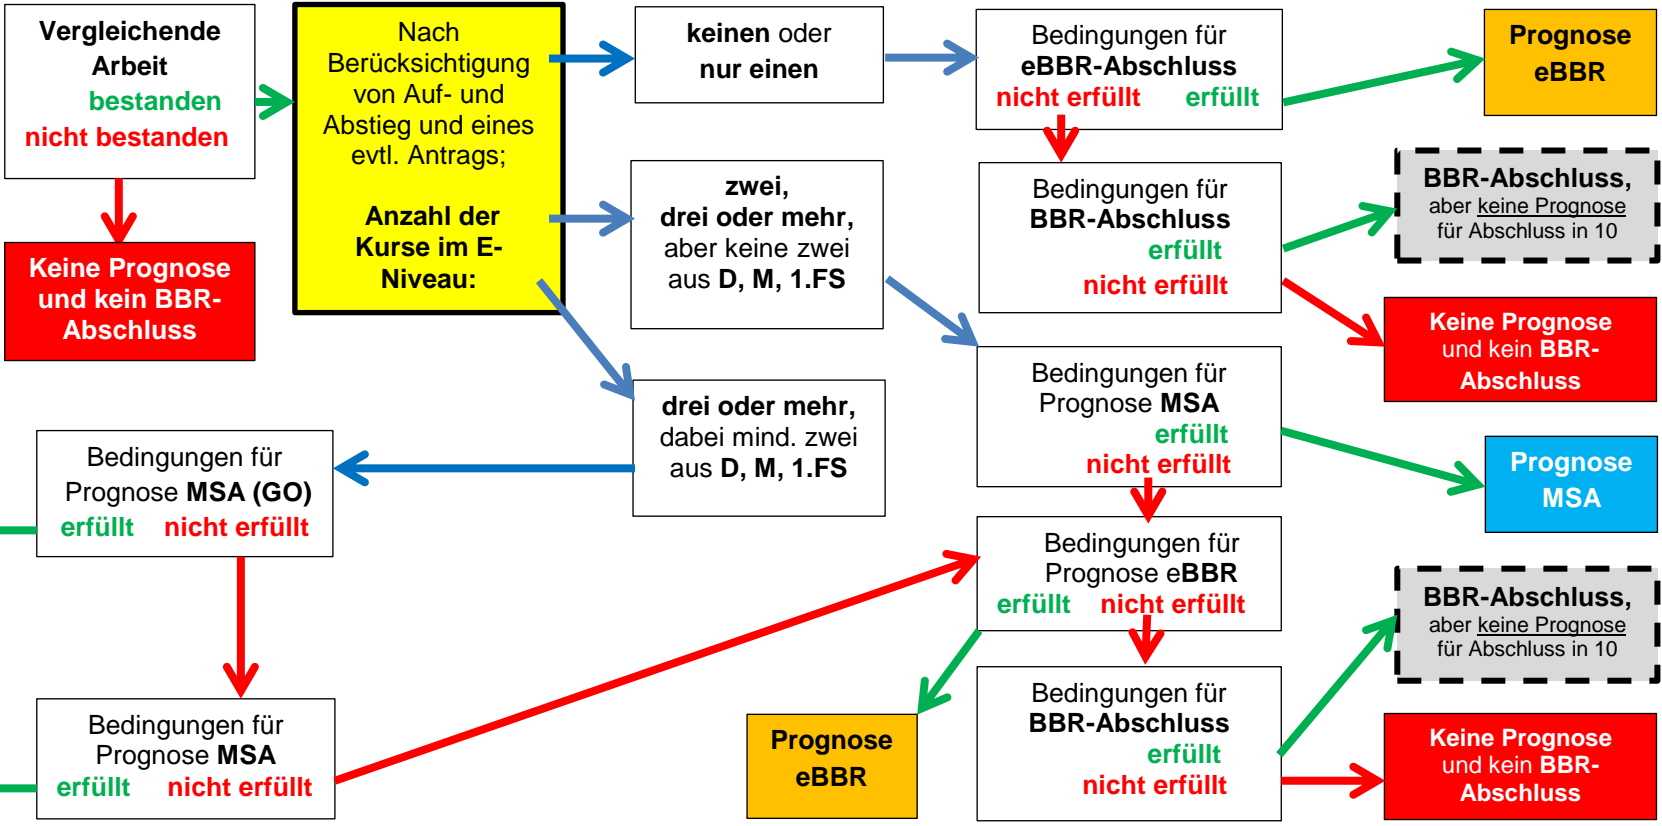 Vergleichende
Arbeit
bestanden
nicht bestanden
Keine Prognose
und kein BBR-
Abschluss
Nach
Berücksichtigung
von Auf- und
Abstieg und eines
evtl. Antrags;
Anzahl der
Kurse im E-
Niveau:
keinen oder
nur einen
zwei,
drei oder mehr,
aber keine zwei
aus D, M, 1.FS
drei oder mehr,
dabei mind. zwei
aus D, M, 1.FS
Bedingungen für
eBBR-Abschluss
nicht erfüllt erfüllt
Prognose
eBBR
Bedingungen für
BBR-Abschluss
erfüllt
nicht erfüllt
BBR-Abschluss,
aber keine Prognose
für Abschluss in 10
Keine Prognose
und kein BBR-
Abschluss
Bedingungen für
Prognose MSA
erfüllt
nicht erfüllt
Prognose
MSA
Bedingungen für
Prognose MSA (GO)
erfüllt nicht erfüllt
Bedingungen für
Prognose MSA
erfüllt nicht erfüllt
Bedingungen für
Prognose eBBR
erfüllt nicht erfüllt
Prognose
eBBR
Bedingungen für
BBR-Abschluss
erfüllt
nicht erfüllt
BBR-Abschluss,
aber keine Prognose
für Abschluss in 10
Keine Prognose
und kein BBR-
Abschluss